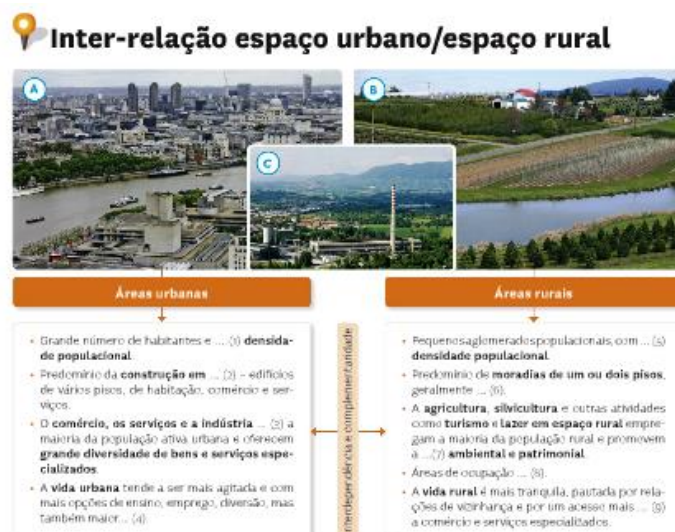 Inter-relação espaço urbano/espaço rural
A
B
C
Áreas urbanas
• Grande número de habitantes e ... (1) densida-
de populacional.
• Predomínio da construção em ... (2) – edifícios
de vários pisos, de habitação, comércio e ser-
viços.
• O comércio, os serviços e a indústria ... (3) a
maioria da população ativa urbana e oferecem
grande diversidade de bens e serviços espe-
cializados.
• A vida urbana tende a ser mais agitada e com
mais opções de ensino, emprego, diversão, mas
também maior... (4).
Interdependência e complementaridade
Áreas rurais
• Pequenos aglomerados populacionais, com ... (5)
densidade populacional.
• Predomínio de moradias de um ou dois pisos,
geralmente ... (6).
• A agricultura, silvicultura e outras atividades
como turismo e lazer em espaço rural empre-
gam a maioria da população rural e promovem
a ...(7) ambiental e patrimonial.
• Áreas de ocupação ... (8).
• A vida rural é mais tranquila, pautada por rela-
ções de vizinhança e por um acesso mais ... (9)
a comércio e serviços especializados.